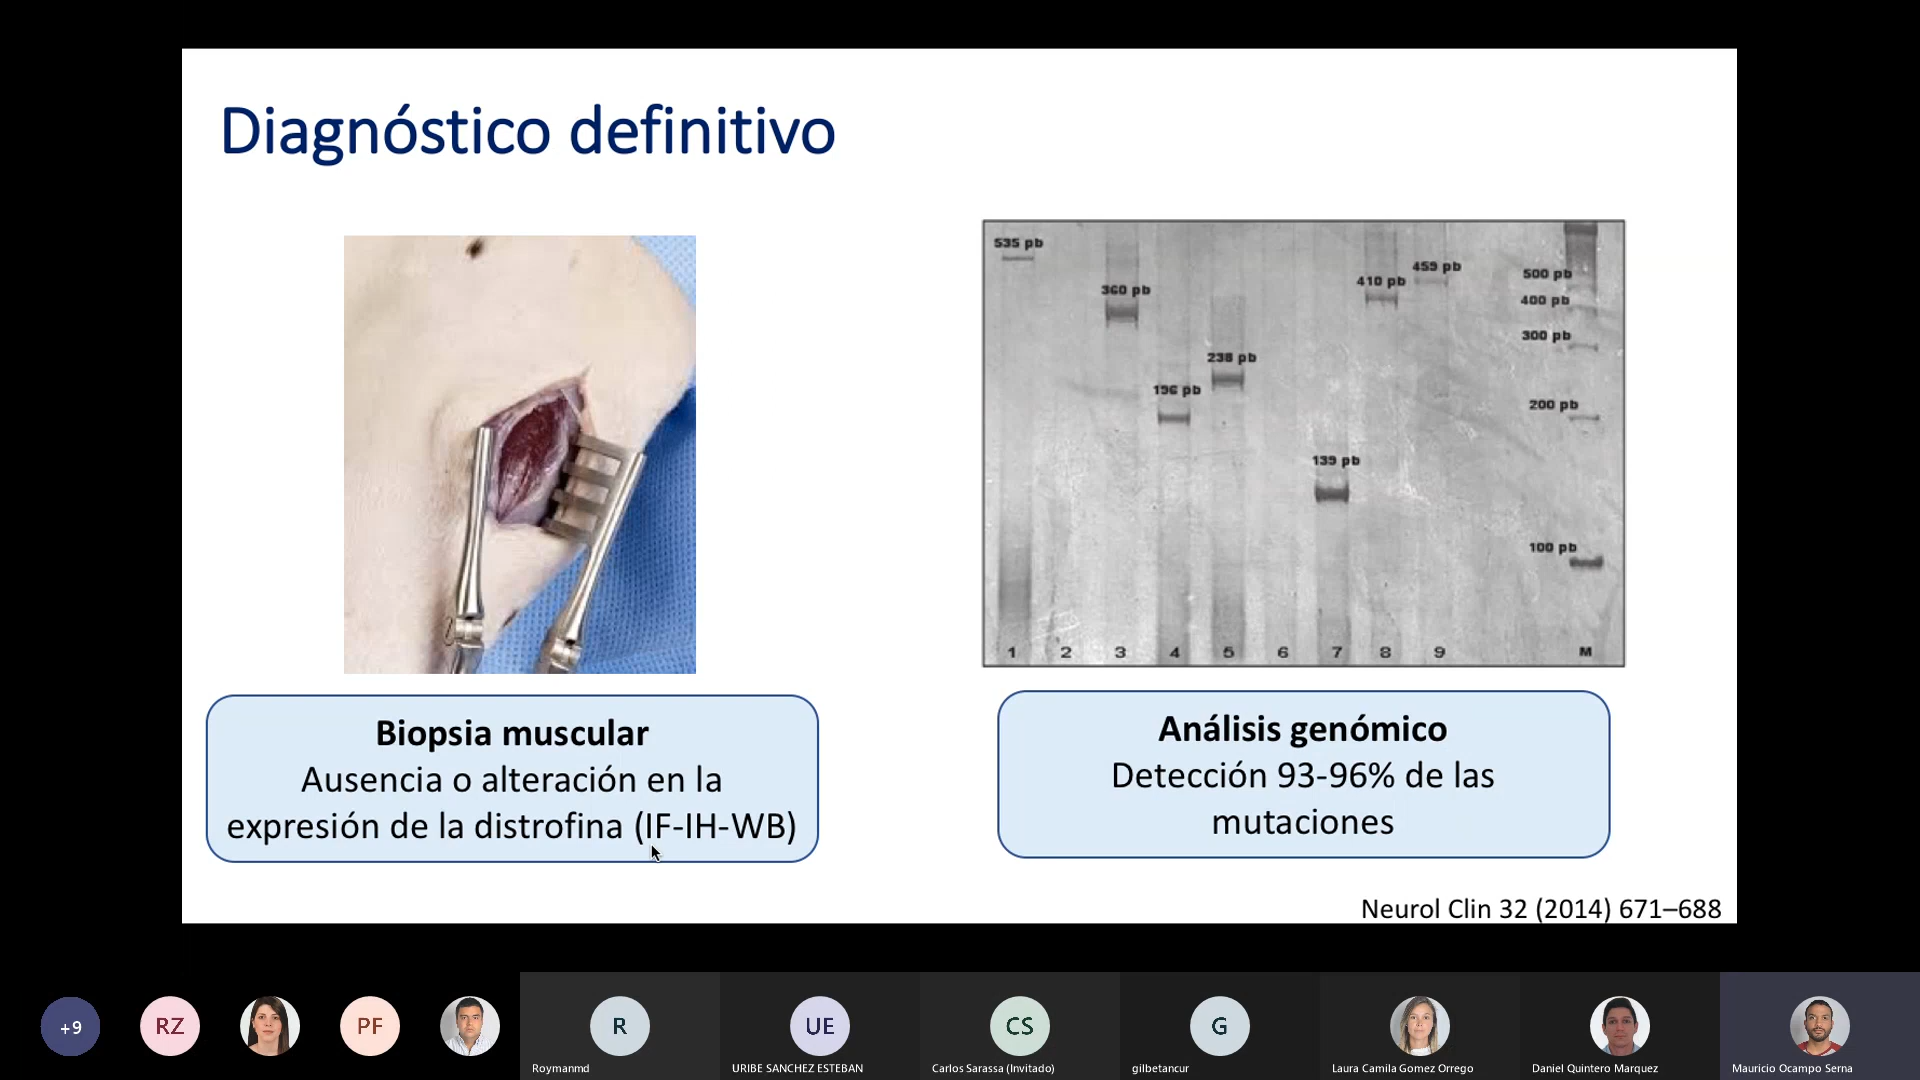 Diagnóstico definitivo
535 pb
360 pb
196 pb
238 pb
139 pb
410 pb
459 pb
500 pb
400 pb
300 pb
200 pb
100 pb
1 2 3 4 5 6 7 8 9 M
Biopsia muscular
Ausencia o alteración en la
expresión de la distrofina (IF-IH-WB)
Análisis genómico
Detección 93-96% de las
mutaciones
Neurol Clin 32 (2014) 671–688
+9
RZ
PF
R
UE
CS
G
Roymanmd
URIBE SANCHEZ ESTEBAN
Carlos Sarassa (Invitado)
gilbetancur
Laura Camila Gomez Orrego
Daniel Quintero Marquez
Mauricio Ocampo Serna